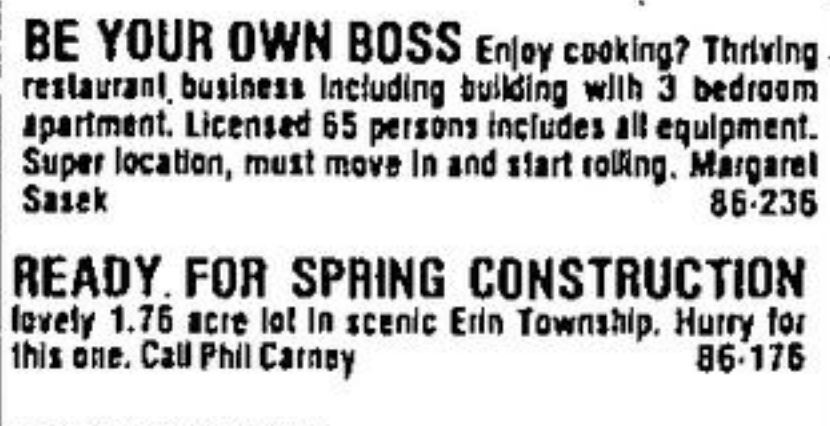 BE YOUR OWN BOSS Enjoy cooking? Thriving
restaurant business including building with 3 bedroom
apartment. Licensed 65 persons includes all equipment.
Super location, must move in and start rolling. Margaret
Sasek 86-236
READY FOR SPRING CONSTRUCTION
lovely 1.76 acre lot in scenic Erin Township. Hurry for
this one. Call Phil Carney 86-176